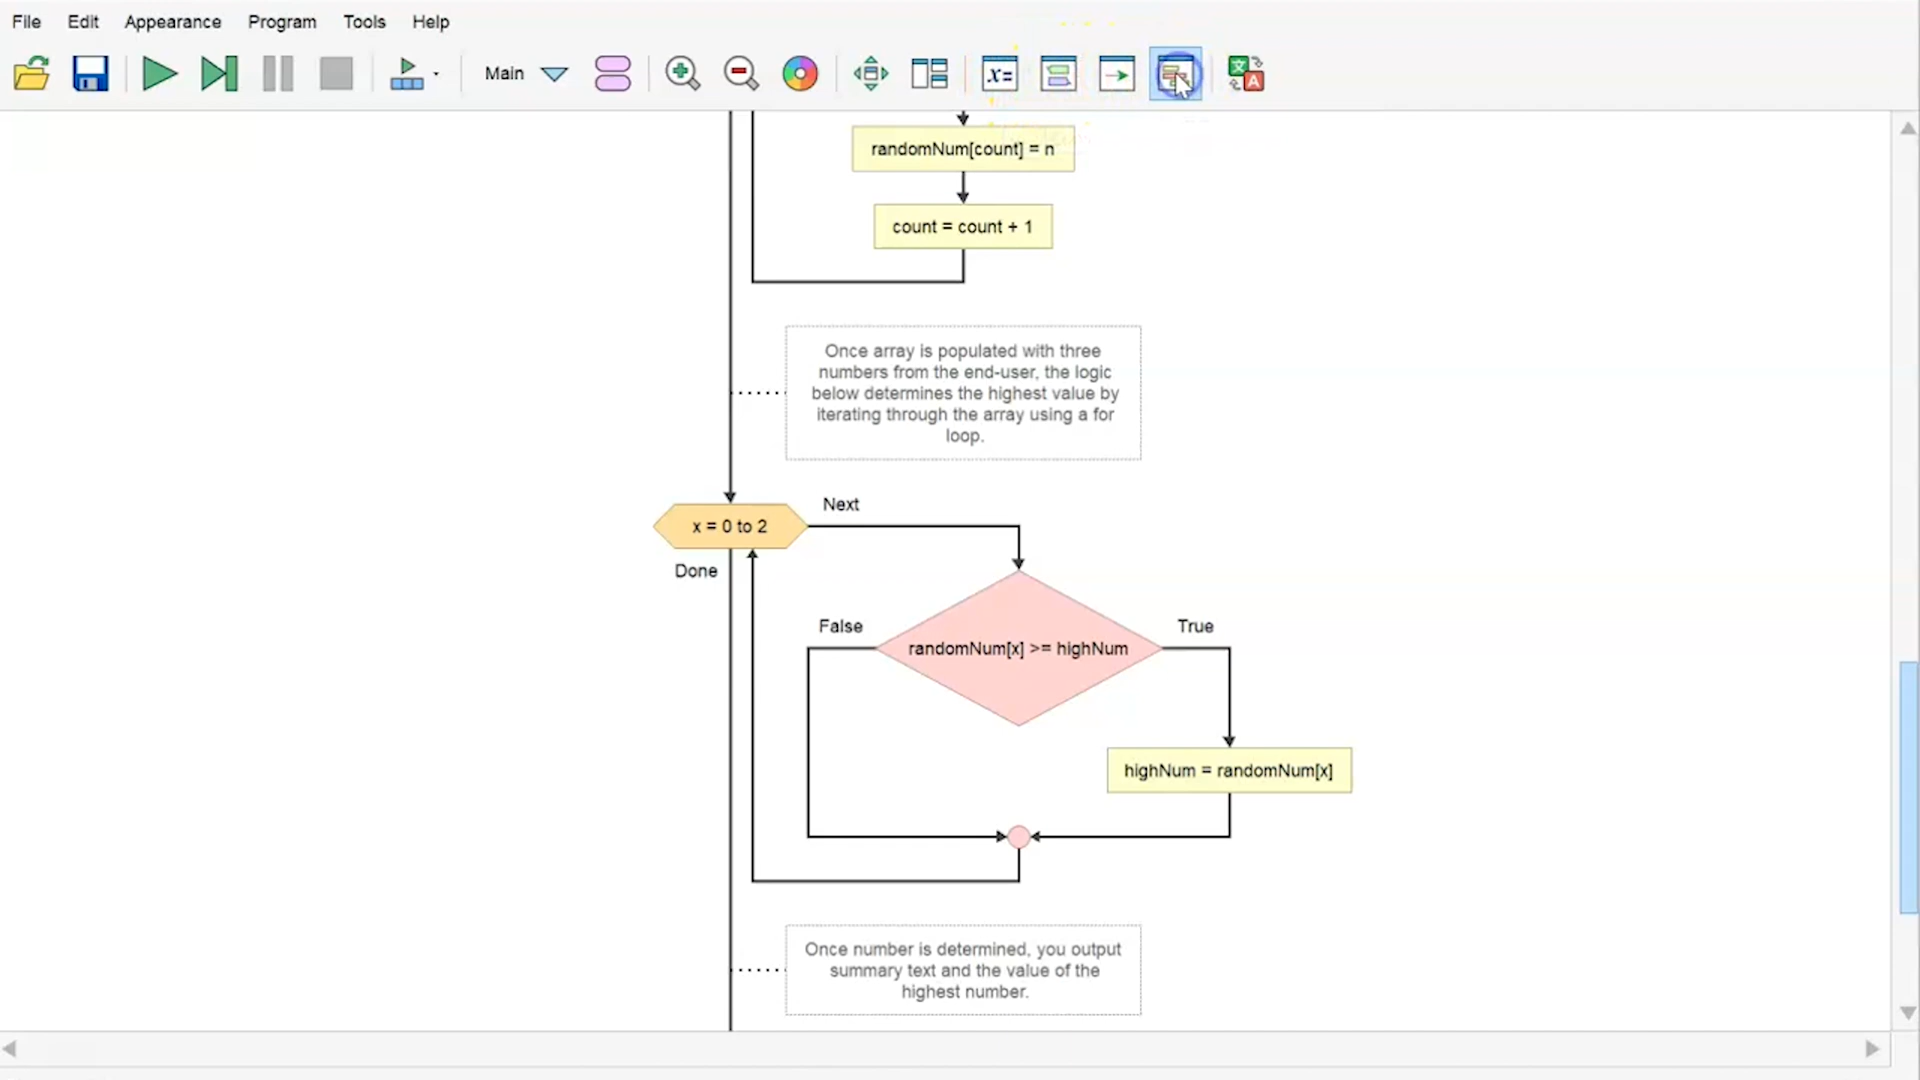 File Edit Appearance Program Tools Help
Main
x=
文 A
randomNum[count] = n
count = count + 1
Once array is populated with three
numbers from the end-user, the logic
below determines the highest value by
iterating through the array using a for
loop.
Next
x = 0 to 2
Done
False
True
randomNum[x] >= highNum
highNum = randomNum[x]
Once number is determined, you output
summary text and the value of the
highest number.